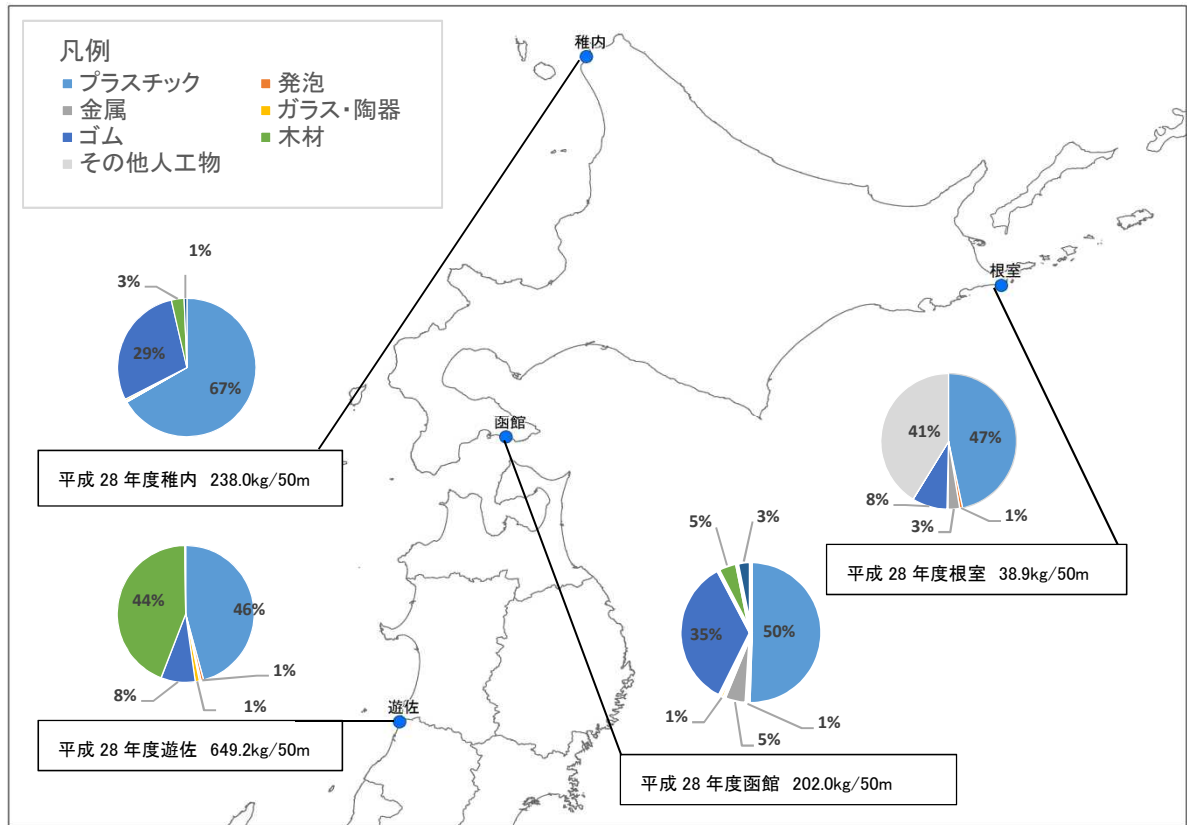 凡例
プラスチック 発泡
金属 ガラス・陶器
ゴム 木材
その他人工物
稚内
根室
函館
遊佐
1%
3%
29%
67%
平成 28 年度稚内 238.0kg/50m
41%
47%
8%
3%
1%
平成 28 年度根室 38.9kg/50m
44%
46%
8%
1%
1%
平成 28 年度遊佐 649.2kg/50m
5%
3%
35%
50%
1%
5%
1%
平成 28 年度函館 202.0kg/50m